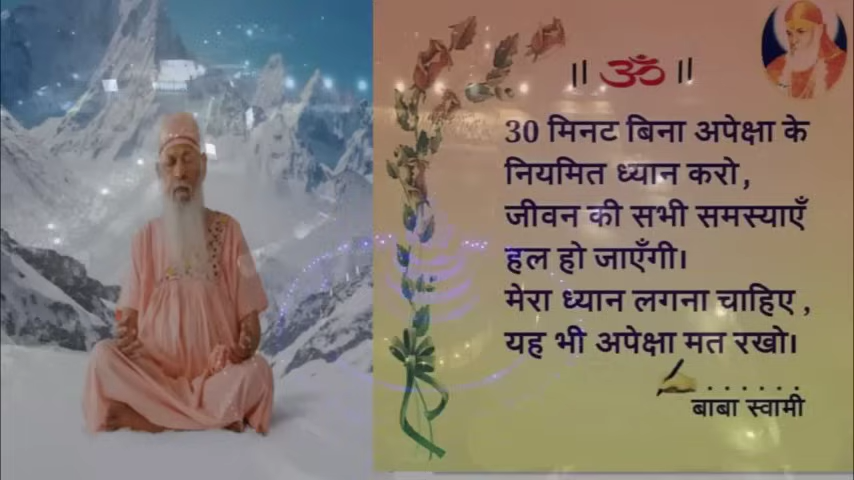 ॥ ॐ ॥
30 मिनट बिना अपेक्षा के
नियमित ध्यान करो,
जीवन की सभी समस्याएँ
हल हो जाएँगी।
मेरा ध्यान लगना चाहिए ,
यह भी अपेक्षा मत रखो।
......
बाबा स्वामी